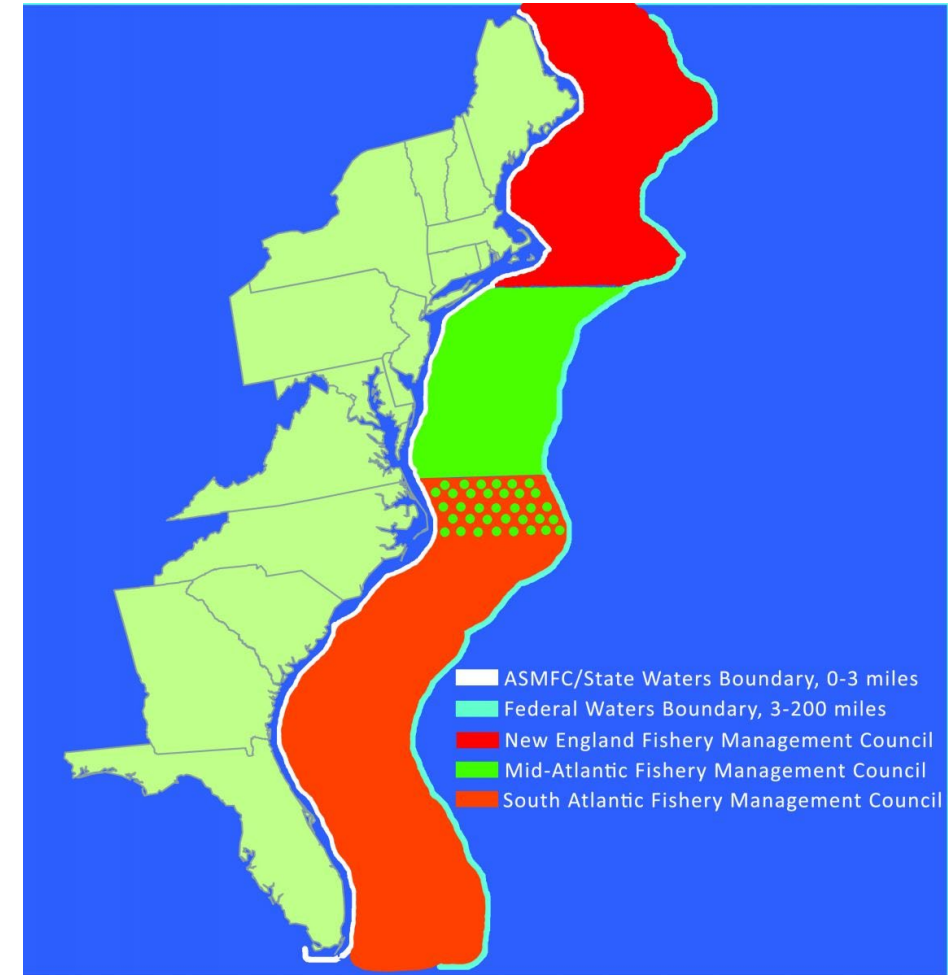 ASMFC/State Waters Boundary, 0-3 miles
Federal Waters Boundary, 3-200 miles
New England Fishery Management Council
Mid-Atlantic Fishery Management Council
South Atlantic Fishery Management Council